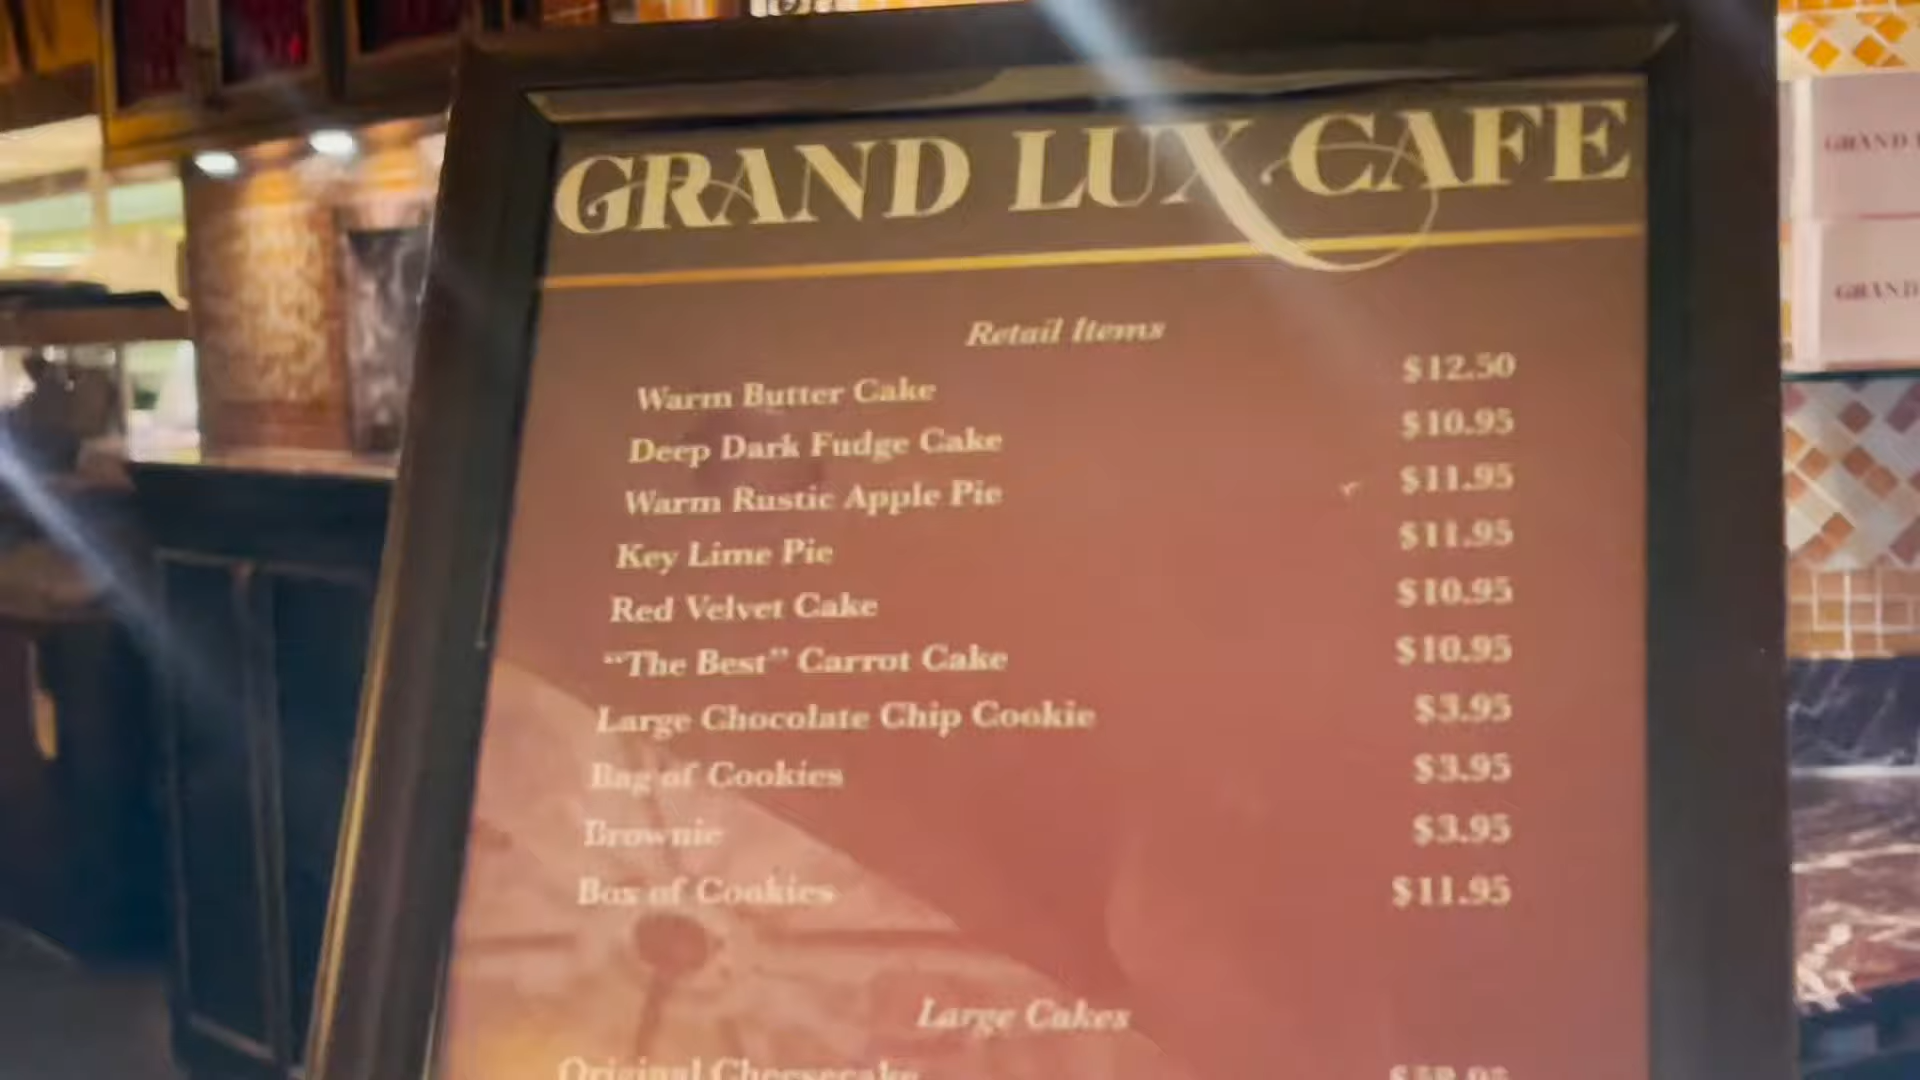 GRAND LUX CAFE
Retail Items
Warm Butter Cake $12.50
Deep Dark Fudge Cake $10.95
Warm Rustic Apple Pie $11.95
Key Lime Pie $11.95
Red Velvet Cake $10.95
“The Best” Carrot Cake $10.95
Large Chocolate Chip Cookie $3.95
Bag of Cookies $3.95
Brownie $3.95
Box of Cookies $11.95
Large Cakes
Original Cheesecake
GRAND
GRAND